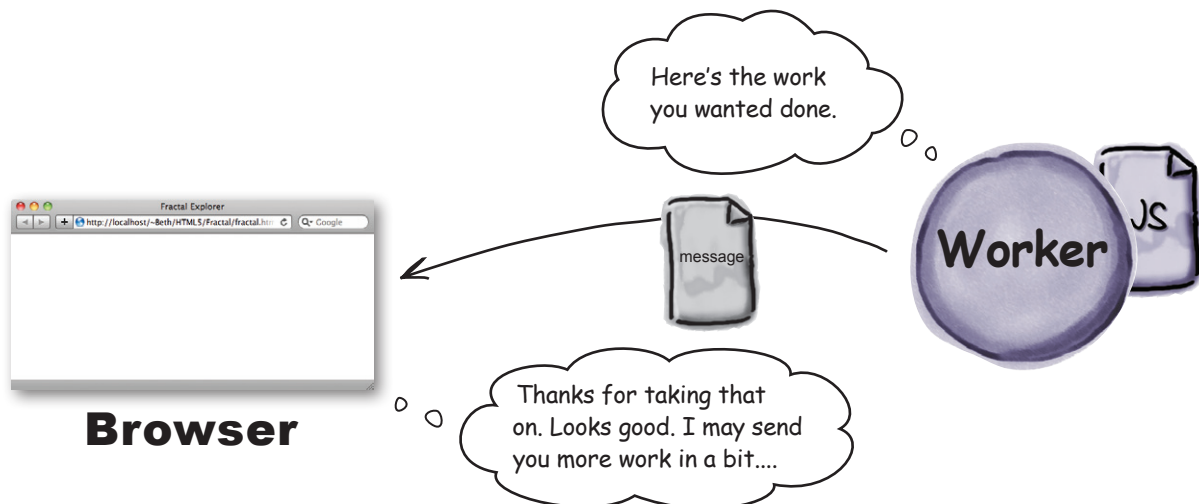 Here's the work
you wanted done.
Fractal Explorer
http://localhost/~Beth/HTML5/Fractal/fractal.htm
Google
message
Worker
JS
Thanks for taking that
on. Looks good. I may send
you more work in a bit....
Browser